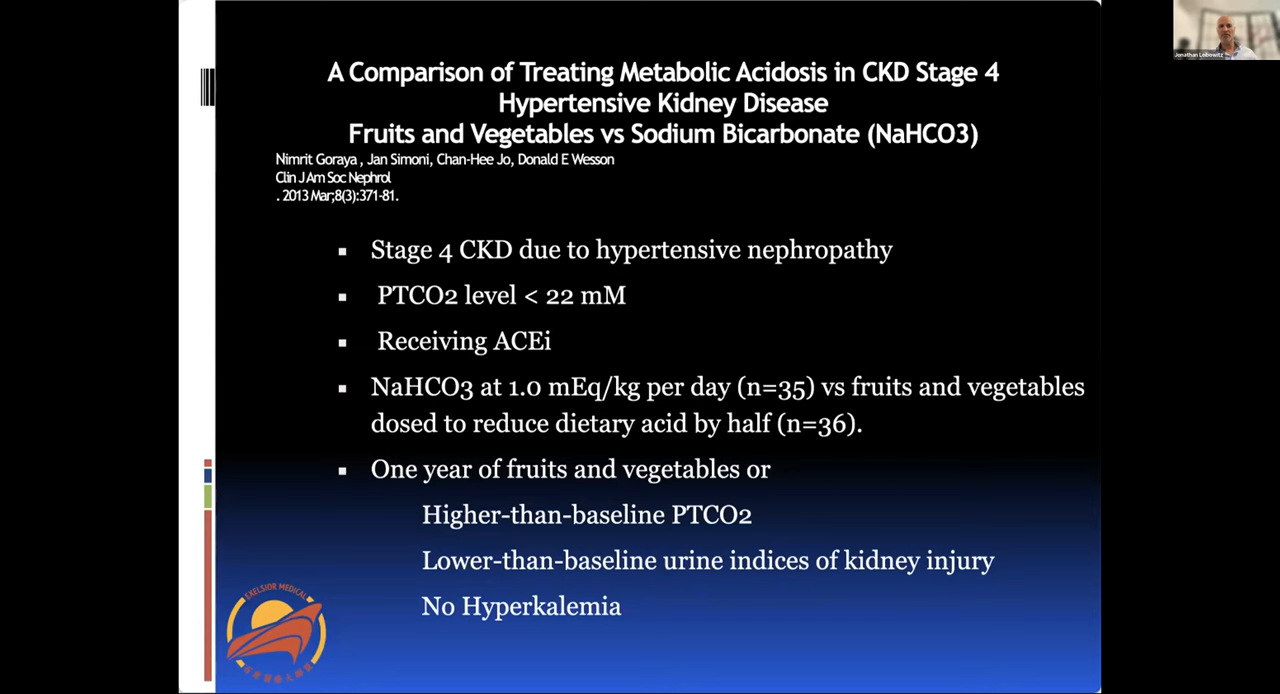 A Comparison of Treating Metabolic Acidosis in CKD Stage 4
Hypertensive Kidney Disease
Fruits and Vegetables vs Sodium Bicarbonate (NaHCO3)
Nimrit Goraya , Jan Simoni, Chan-Hee Jo, Donald E Wesson
Clin J Am Soc Nephrol
. 2013 Mar;8(3):371-81.
Stage 4 CKD due to hypertensive nephropathy
PTCO2 level < 22 mM
Receiving ACEi
NaHCO3 at 1.0 mEq/kg per day (n=35) vs fruits and vegetables
dosed to reduce dietary acid by half (n=36).
One year of fruits and vegetables or
Higher-than-baseline PTCO2
Lower-than-baseline urine indices of kidney injury
No Hyperkalemia
EXELSIOR MEDICAL
Jonathan Leibowitz